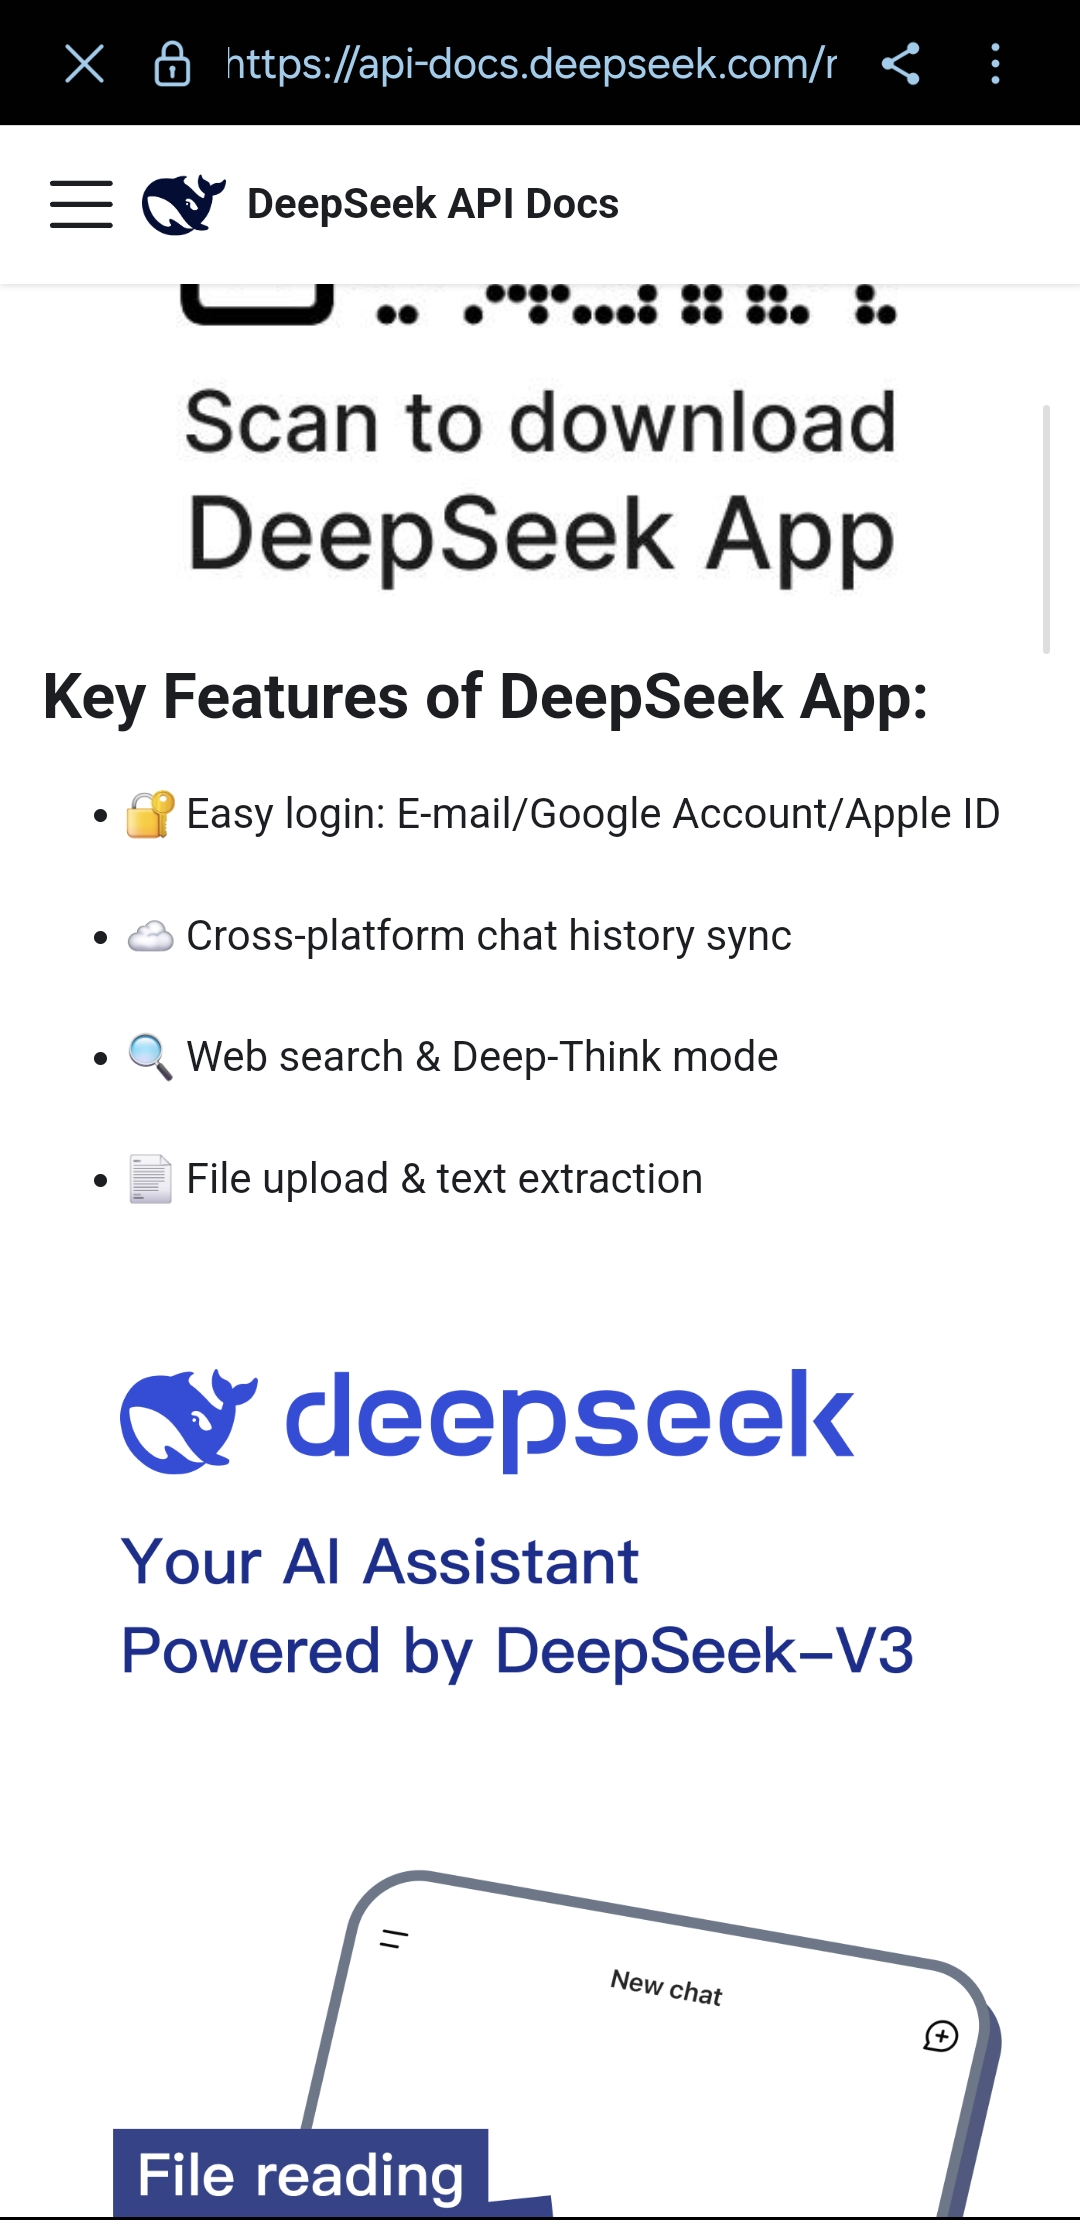 https://api-docs.deepseek.com/r
DeepSeek API Docs
Scan to download
DeepSeek App
Key Features of DeepSeek App:
• 🔐 Easy login: E-mail/Google Account/Apple ID
• ☁️ Cross-platform chat history sync
• 🔍 Web search & Deep-Think mode
• 📄 File upload & text extraction
deepseek
Your AI Assistant
Powered by DeepSeek–V3
New chat
File reading